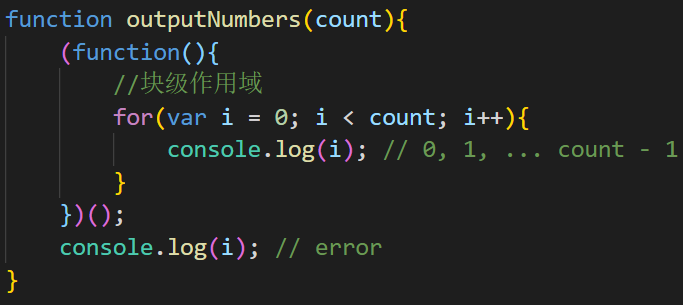 function outputNumbers(count){
    (function(){
        //块级作用域
        for(var i = 0; i < count; i++){
            console.log(i); // 0, 1, ... count - 1
        }
    })();
    console.log(i); // error
}